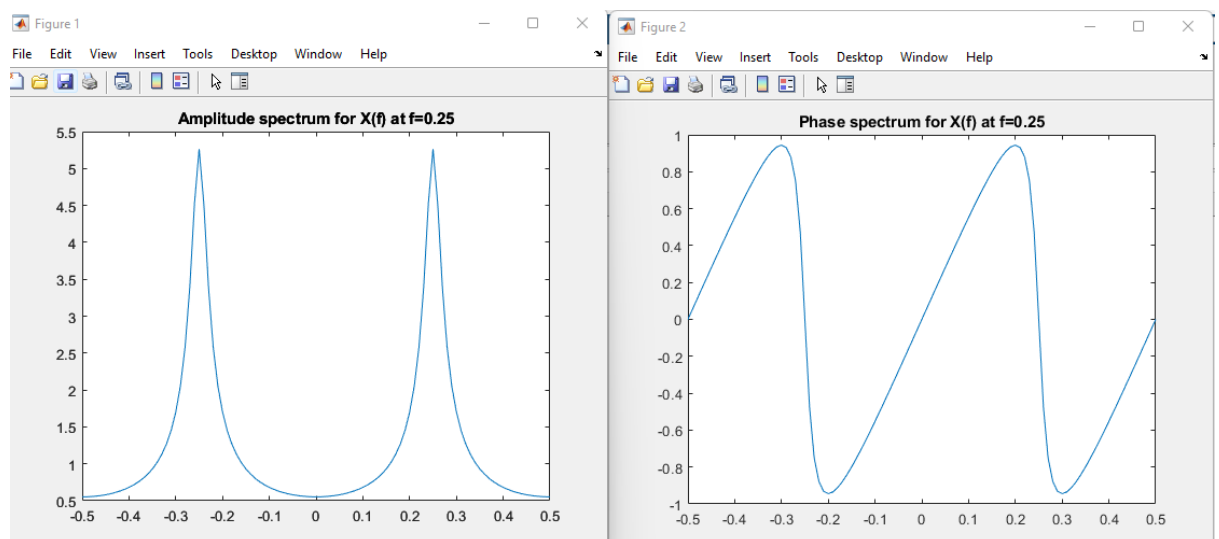 Figure 1
File Edit View Insert Tools Desktop Window Help
Amplitude spectrum for X(f) at f=0.25
5.5
5
4.5
4
3.5
3
2.5
2
1.5
1
0.5
-0.5 -0.4 -0.3 -0.2 -0.1 0 0.1 0.2 0.3 0.4 0.5
Figure 2
File Edit View Insert Tools Desktop Window Help
Phase spectrum for X(f) at f=0.25
1
0.8
0.6
0.4
0.2
0
-0.2
-0.4
-0.6
-0.8
-1
-0.5 -0.4 -0.3 -0.2 -0.1 0 0.1 0.2 0.3 0.4 0.5